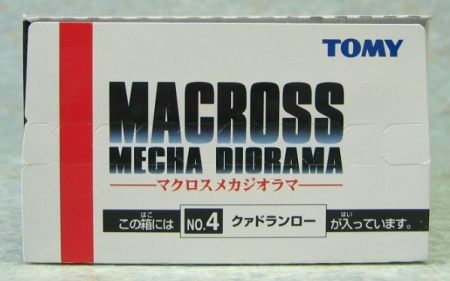 TOMY
MACROSS
MECHA DIORAMA
マクロスメカジオラマ
この箱には NO.4 クァドランロー が入っています。